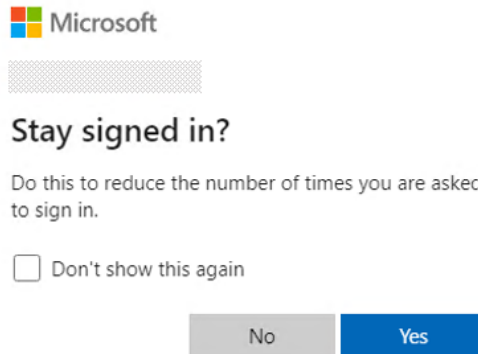 Microsoft
Stay signed in?
Do this to reduce the number of times you are asked
to sign in.
Don't show this again
No
Yes